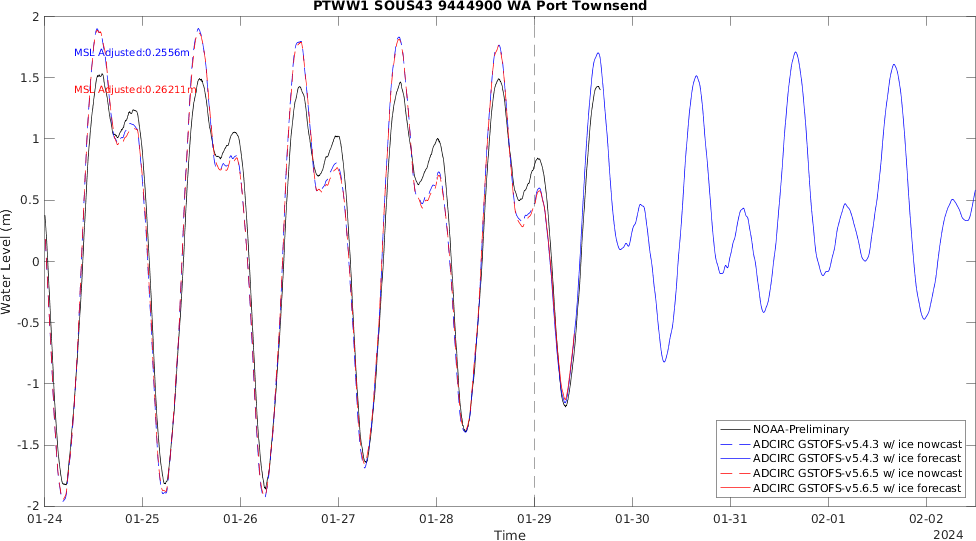 PTWW1 SOUS43 9444900 WA Port Townsend
MSL Adjusted:0.2556m
MSL Adjusted:0.26211m
Water Level (m)
2
1.5
1
0.5
0
-0.5
-1
-1.5
-2
NOAA-Preliminary
ADCIRC GSTOFS-v5.4.3 w/ ice nowcast
ADCIRC GSTOFS-v5.4.3 w/ ice forecast
ADCIRC GSTOFS-v5.6.5 w/ ice nowcast
ADCIRC GSTOFS-v5.6.5 w/ ice forecast
01-24 01-25 01-26 01-27 01-28 01-29 01-30 01-31 02-01 02-02
Time
2024